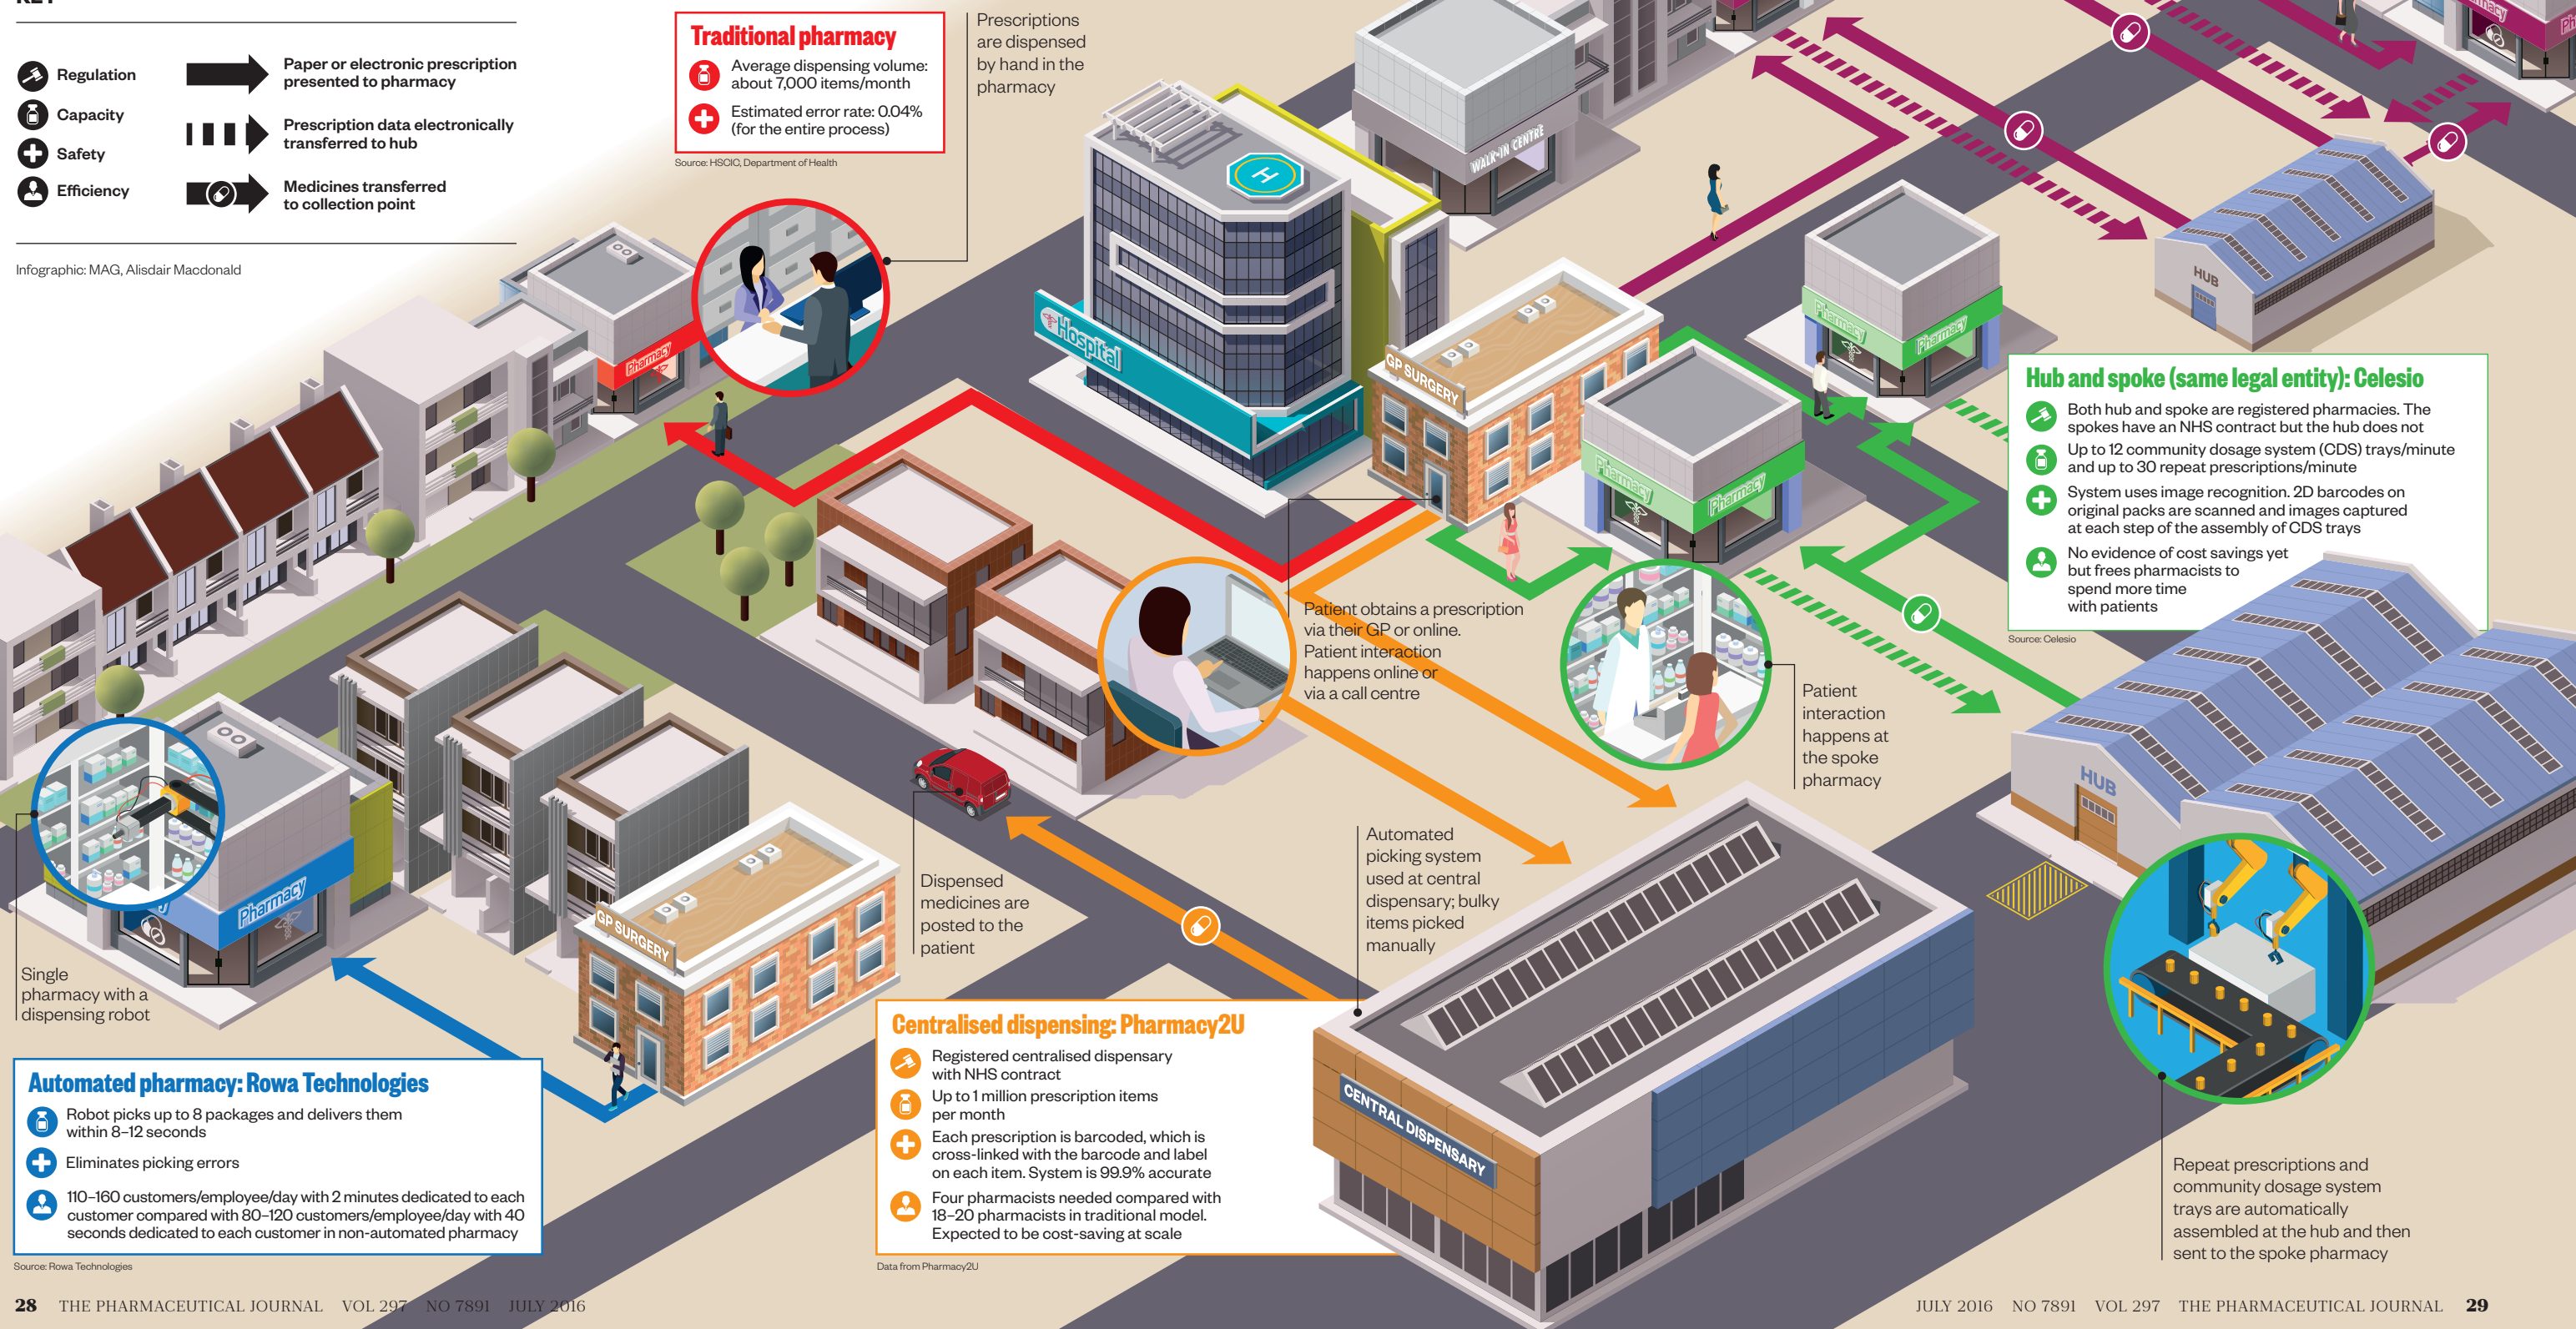 KEY
Regulation
Capacity
Safety
Efficiency
Paper or electronic prescription
presented to pharmacy
Prescription data electronically
transferred to hub
Medicines transferred
to collection point
Infographic: MAG, Alisdair Macdonald
Traditional pharmacy
Average dispensing volume:
about 7,000 items/month
Estimated error rate: 0.04%
(for the entire process)
Source: HSCIC, Department of Health
Prescriptions
are dispensed
by hand in the
pharmacy
Pharmacy
Hospital
H
WALK-IN CENTRE
GP SURGERY
Pharmacy
Pharmacy
Pharmacy
Pharmacy
HUB
Hub and spoke (same legal entity): Celesio
Both hub and spoke are registered pharmacies. The
spokes have an NHS contract but the hub does not
Up to 12 community dosage system (CDS) trays/minute
and up to 30 repeat prescriptions/minute
System uses image recognition. 2D barcodes on
original packs are scanned and images captured
at each step of the assembly of CDS trays
No evidence of cost savings yet
but frees pharmacists to
spend more time
with patients
Source: Celesio
Patient obtains a prescription
via their GP or online.
Patient interaction
happens online or
via a call centre
Patient
interaction
happens at
the spoke
pharmacy
HUB
Automated
picking system
used at central
dispensary; bulky
items picked
manually
Dispensed
medicines are
posted to the
patient
Pharmacy
GP SURGERY
Single
pharmacy with a
dispensing robot
Automated pharmacy: Rowa Technologies
Robot picks up to 8 packages and delivers them
within 8–12 seconds
Eliminates picking errors
110–160 customers/employee/day with 2 minutes dedicated to each
customer compared with 80–120 customers/employee/day with 40
seconds dedicated to each customer in non-automated pharmacy
Source: Rowa Technologies
Centralised dispensing: Pharmacy2U
Registered centralised dispensary
with NHS contract
Up to 1 million prescription items
per month
Each prescription is barcoded, which is
cross-linked with the barcode and label
on each item. System is 99.9% accurate
Four pharmacists needed compared with
18–20 pharmacists in traditional model.
Expected to be cost-saving at scale
Data from Pharmacy2U
CENTRAL DISPENSARY
Repeat prescriptions and
community dosage system
trays are automatically
assembled at the hub and then
sent to the spoke pharmacy
28 THE PHARMACEUTICAL JOURNAL VOL 297 NO 7891 JULY 2016
JULY 2016 NO 7891 VOL 297 THE PHARMACEUTICAL JOURNAL 29